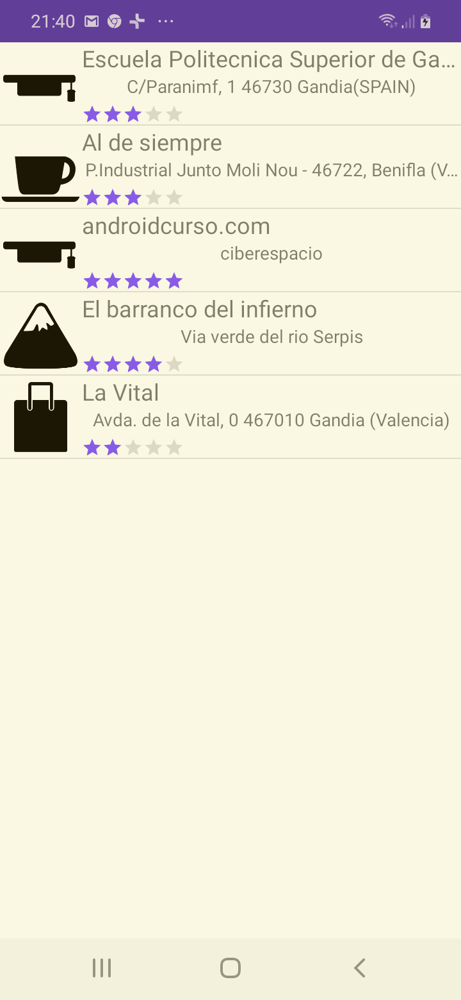 21:40
Escuela Politecnica Superior de Ga...
C/Paranimf, 1 46730 Gandia(SPAIN)
Al de siempre
P.Industrial Junto Moli Nou - 46722, Benifla (V...
androidcurso.com
ciberespacio
El barranco del infierno
Via verde del rio Serpis
La Vital
Avda. de la Vital, 0 467010 Gandia (Valencia)